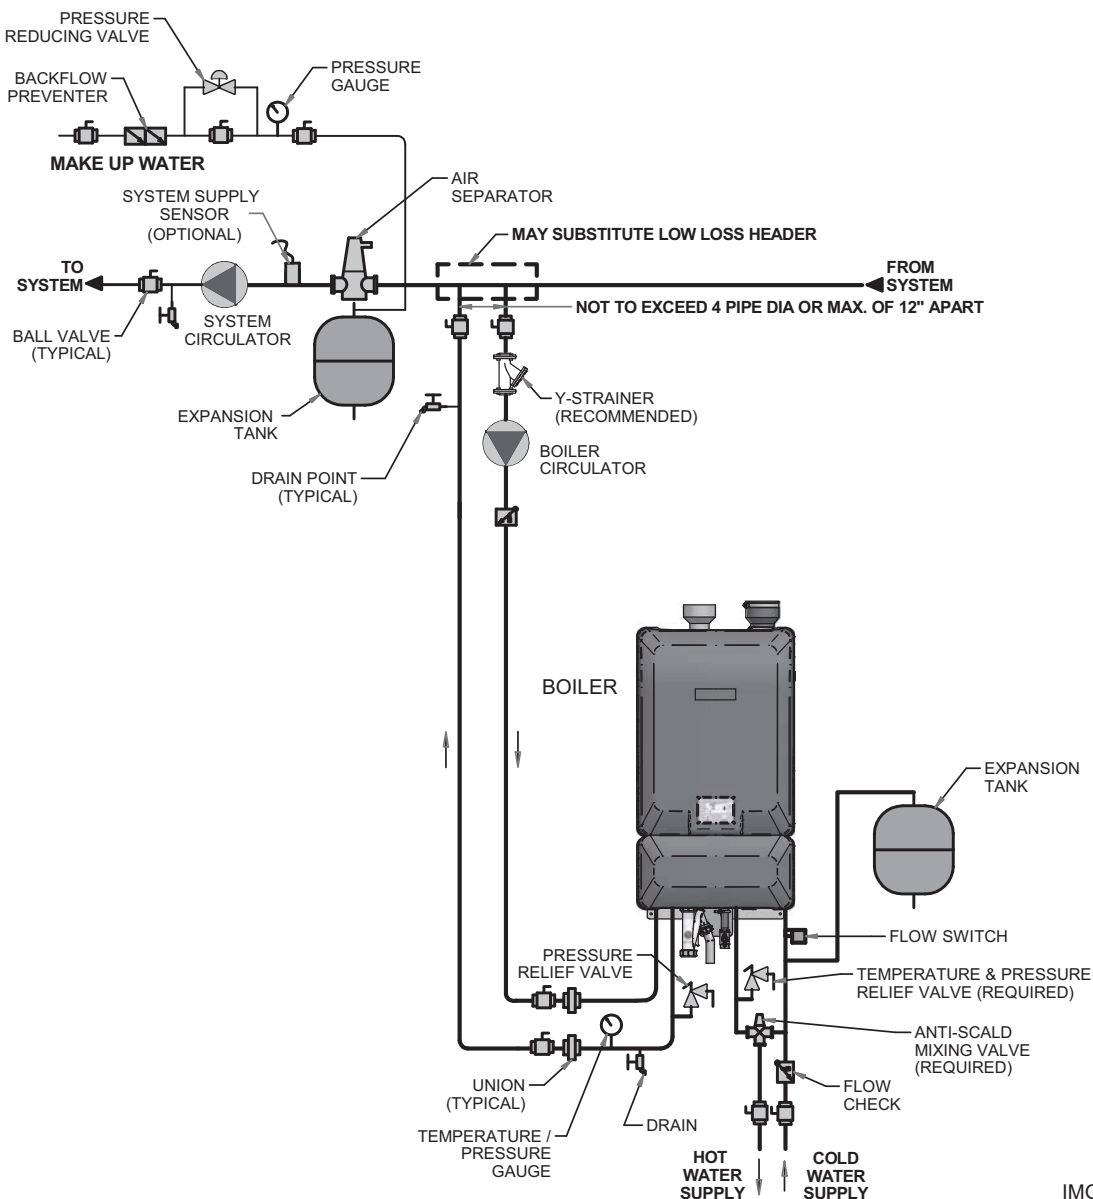 PRESSURE
REDUCING VALVE
BACKFLOW
PREVENTER
PRESSURE
GAUGE
MAKE UP WATER
SYSTEM SUPPLY
SENSOR
(OPTIONAL)
AIR
SEPARATOR
MAY SUBSTITUTE LOW LOSS HEADER
TO
SYSTEM
FROM
SYSTEM
NOT TO EXCEED 4 PIPE DIA OR MAX. OF 12" APART
BALL VALVE
(TYPICAL)
SYSTEM
CIRCULATOR
EXPANSION
TANK
Y-STRAINER
(RECOMMENDED)
BOILER
CIRCULATOR
DRAIN POINT
(TYPICAL)
BOILER
EXPANSION
TANK
FLOW SWITCH
PRESSURE
RELIEF VALVE
TEMPERATURE & PRESSURE
RELIEF VALVE (REQUIRED)
ANTI-SCALD
MIXING VALVE
(REQUIRED)
UNION
(TYPICAL)
FLOW
CHECK
DRAIN
TEMPERATURE /
PRESSURE
GAUGE
HOT
WATER
SUPPLY
COLD
WATER
SUPPLY